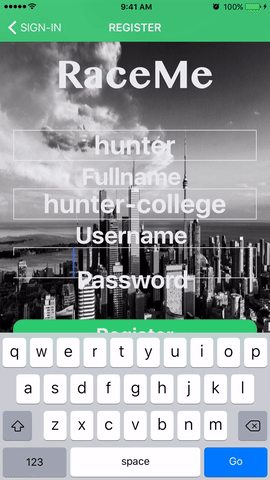 9:41 AM 100%
SIGN-IN REGISTER
RaceMe
hunter
Fullname
hunter-college
Username
Password
Register
q w e r t y u i o p
a s d f g h j k l
z x c v b n m
123 space Go